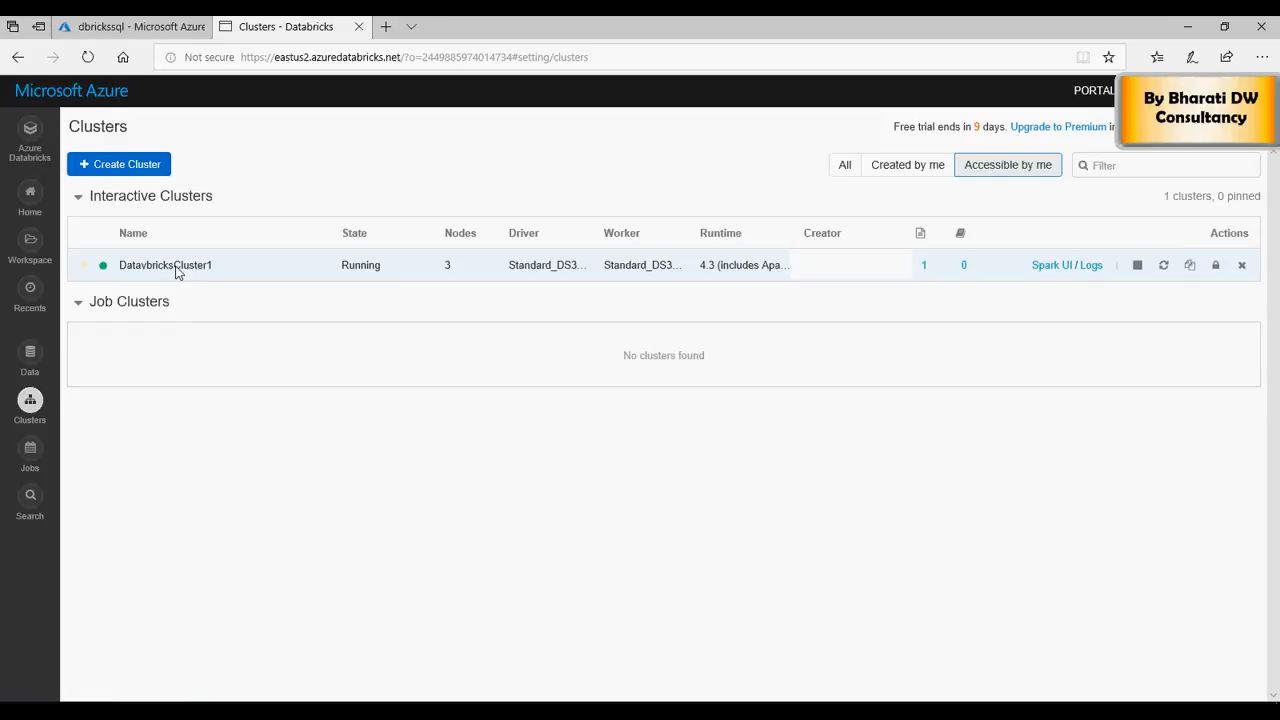 dbrickssql - Microsoft Azure
Clusters - Databricks
Not secure https://eastus2.azuredatabricks.net/?o=2449885974014734#setting/clusters
Microsoft Azure
PORTAL
By Bharati DW
Consultancy
Azure
Databricks
Home
Workspace
Recents
Data
Clusters
Jobs
Search
Clusters
Free trial ends in 9 days. Upgrade to Premium in
+ Create Cluster
All
Created by me
Accessible by me
Filter
Interactive Clusters
1 clusters, 0 pinned
Name State Nodes Driver Worker Runtime Creator Actions
DatavbricksCluster1 Running 3 Standard_DS3... Standard_DS3... 4.3 (includes Apa... 1 0 Spark UI / Logs
Job Clusters
No clusters found